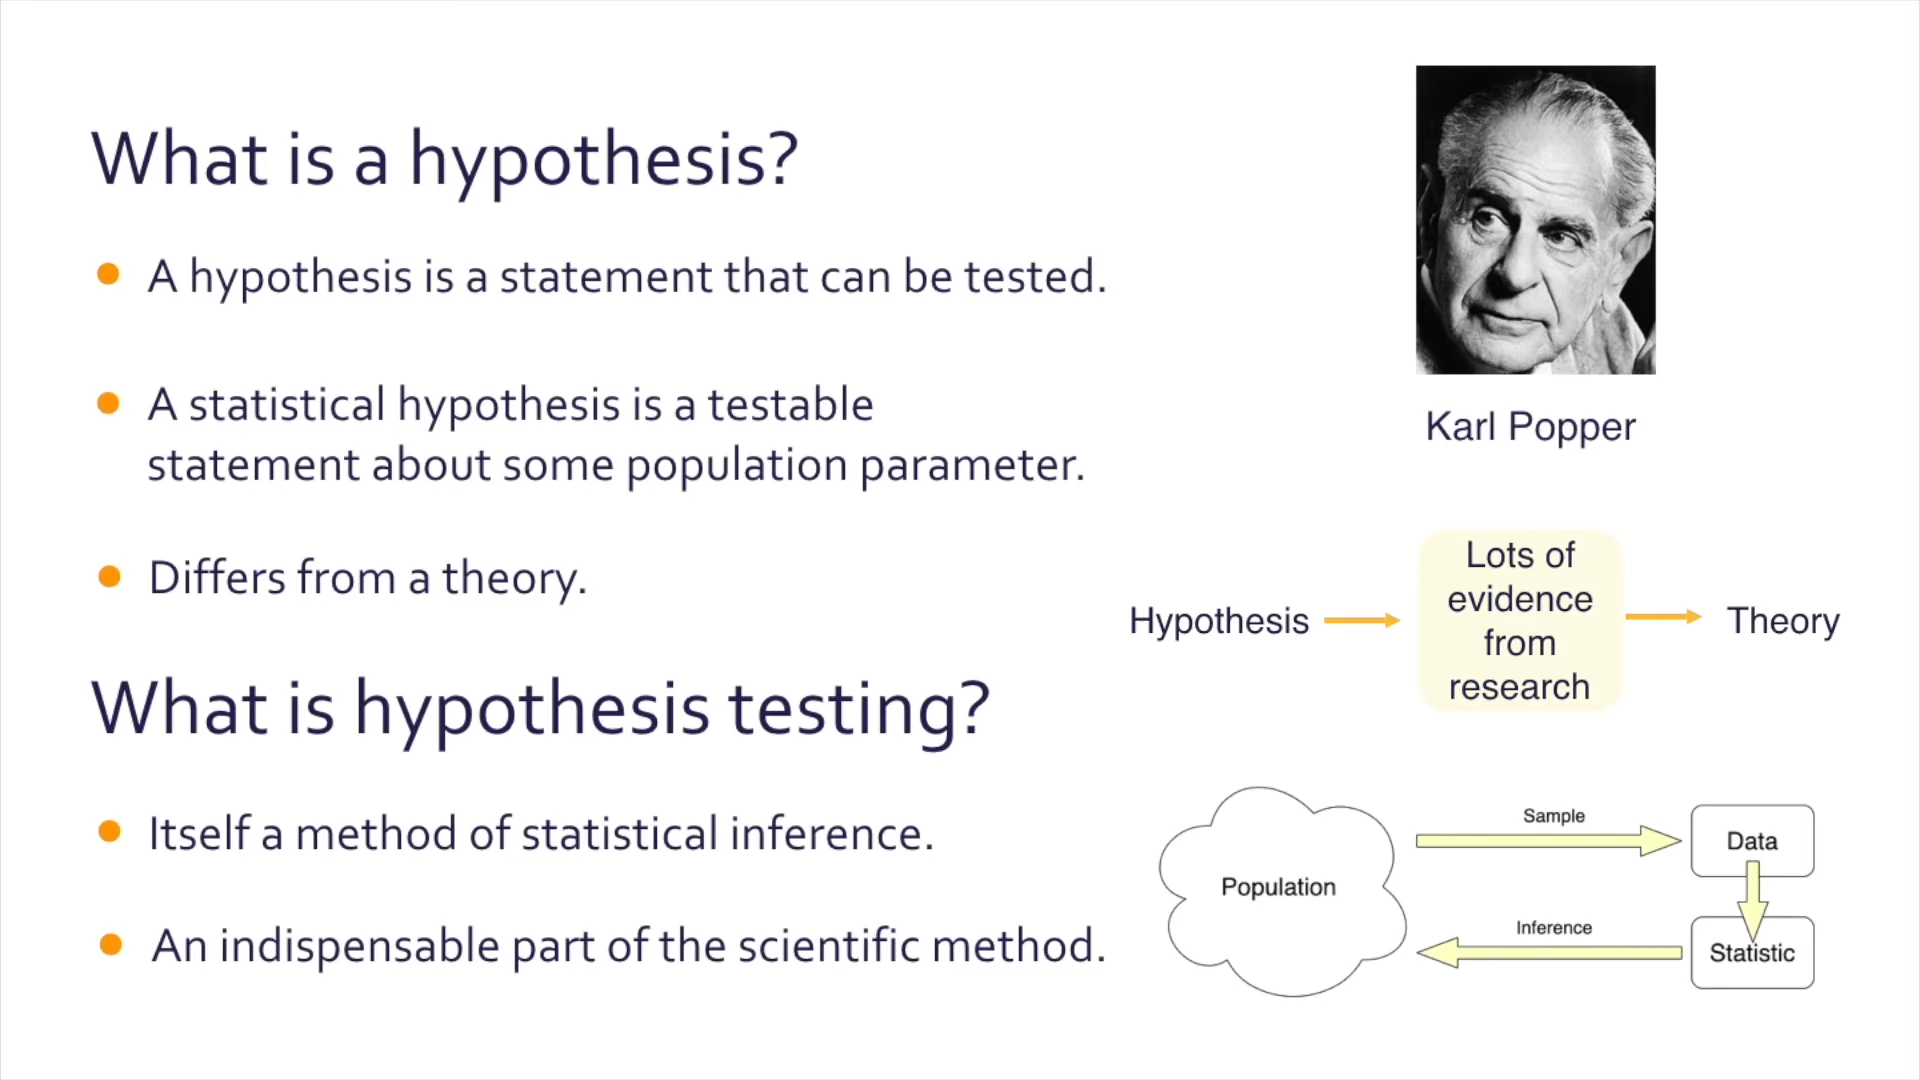 What is a hypothesis?
A hypothesis is a statement that can be tested.
A statistical hypothesis is a testable
statement about some population parameter.
Differs from a theory.
What is hypothesis testing?
Itself a method of statistical inference.
An indispensable part of the scientific method.
Karl Popper
Hypothesis
Lots of
evidence
from
research
Theory
Population
Sample
Data
Inference
Statistic